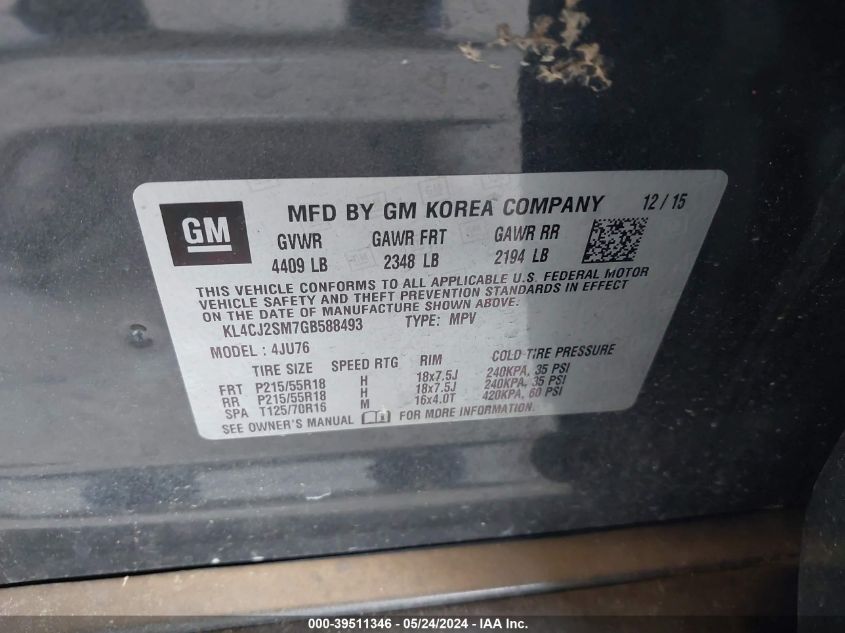 GM
MFD BY GM KOREA COMPANY 12 / 15
GVWR GAWR FRT GAWR RR
4409 LB 2348 LB 2194 LB
THIS VEHICLE CONFORMS TO ALL APPLICABLE U.S. FEDERAL MOTOR
VEHICLE SAFETY AND THEFT PREVENTION STANDARDS IN EFFECT
ON THE DATE OF MANUFACTURE SHOWN ABOVE.
KL4CJ2SM7GB588493 TYPE: MPV
MODEL : 4JU76
TIRE SIZE SPEED RTG RIM COLD TIRE PRESSURE
FRT P215/55R18 H 18x7.5J 240KPA, 35 PSI
RR P215/55R18 H 18x7.5J 240KPA, 35 PSI
SPA T125/70R16 M 16x4.0T 420KPA, 60 PSI
SEE OWNER'S MANUAL FOR MORE INFORMATION.
000-39511346 - 05/24/2024 - IAAI.com